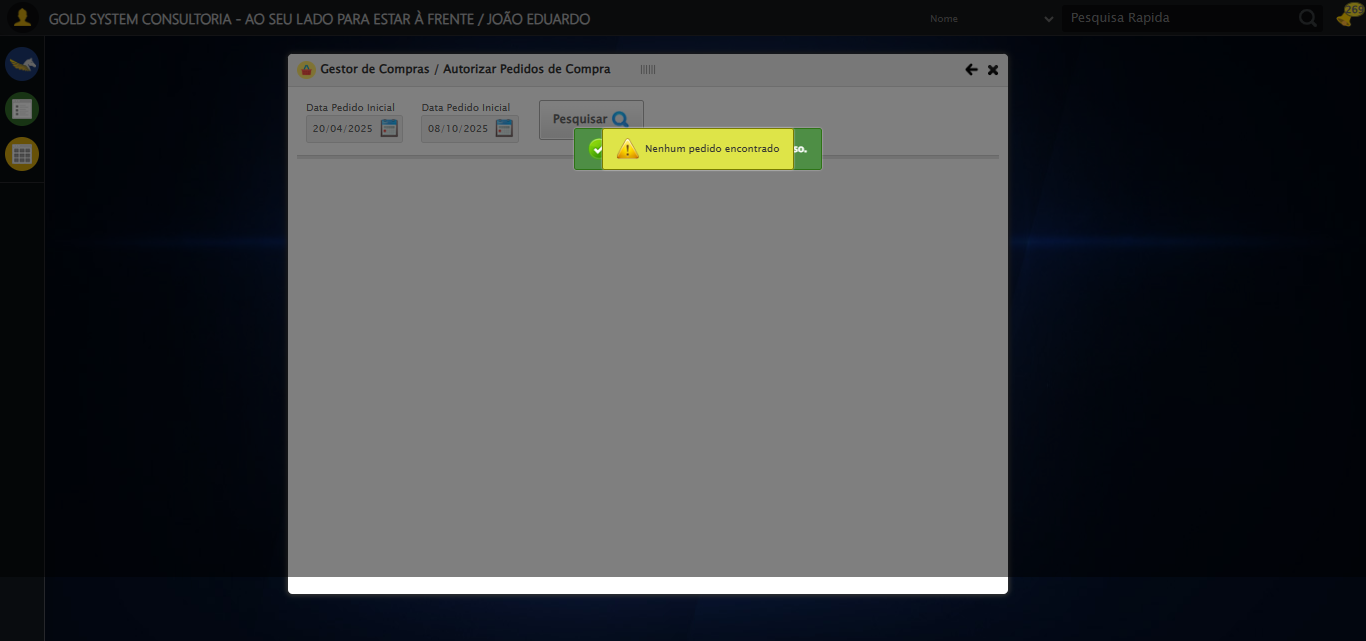 GOLD SYSTEM CONSULTORIA - AO SEU LADO PARA ESTAR À FRENTE / JOÃO EDUARDO
Nome
Pesquisa Rapida
269
Gestor de Compras / Autorizar Pedidos de Compra
Data Pedido Inicial
Data Pedido Inicial
20/04/2025
08/10/2025
Pesquisar
Nenhum pedido encontrado
so.